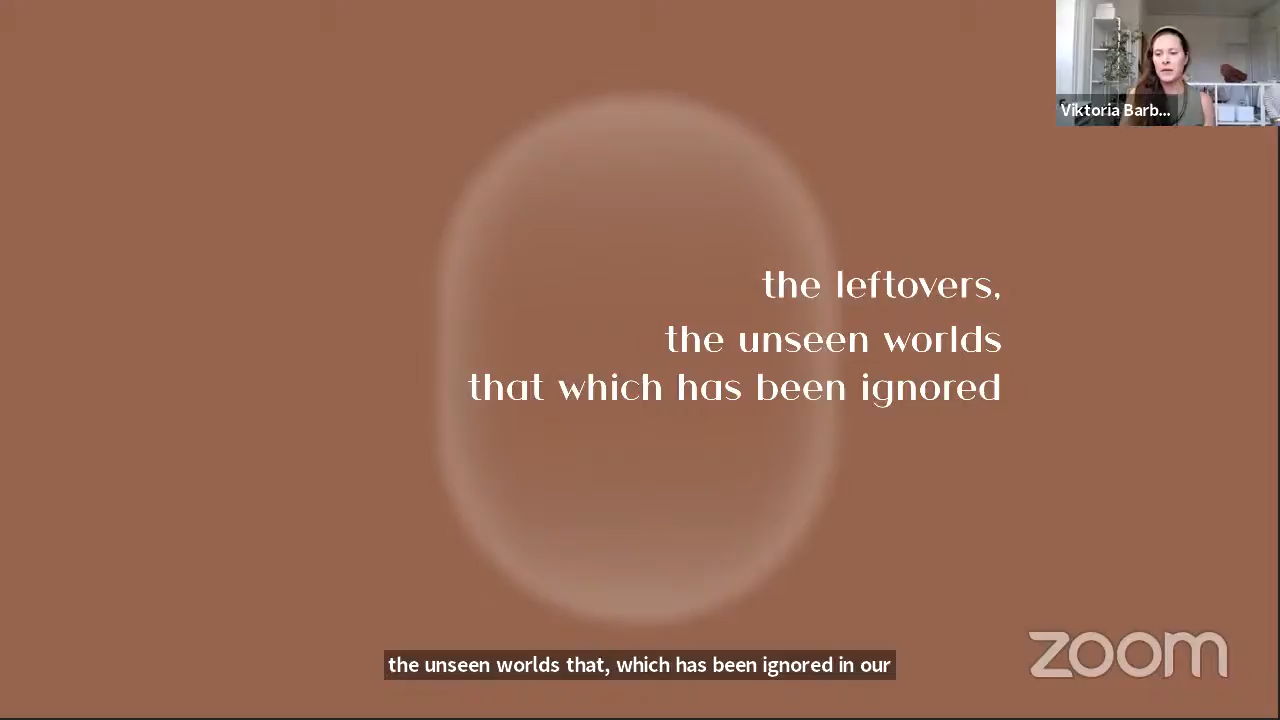 Viktoria Barb...
the leftovers,
the unseen worlds
that which has been ignored
the unseen worlds that, which has been ignored in our
zoom